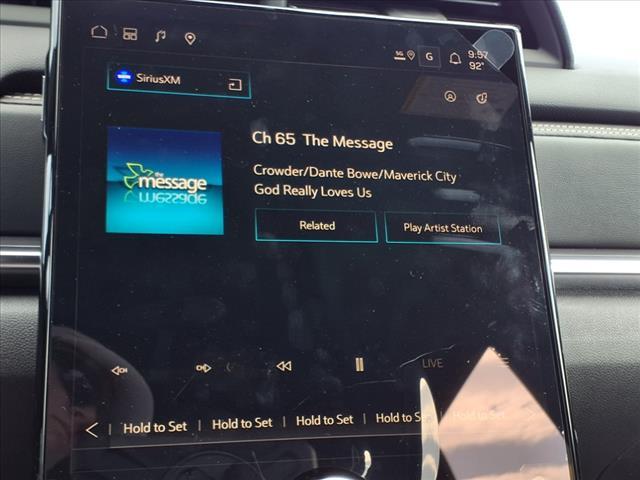 5G G 9:57
92°
SiriusXM
Ch 65 The Message
the
message
Crowder/Dante Bowe/Maverick City
God Really Loves Us
Related Play Artist Station
LIVE
Hold to Set Hold to Set Hold to Set Hold to Set Hold to Set